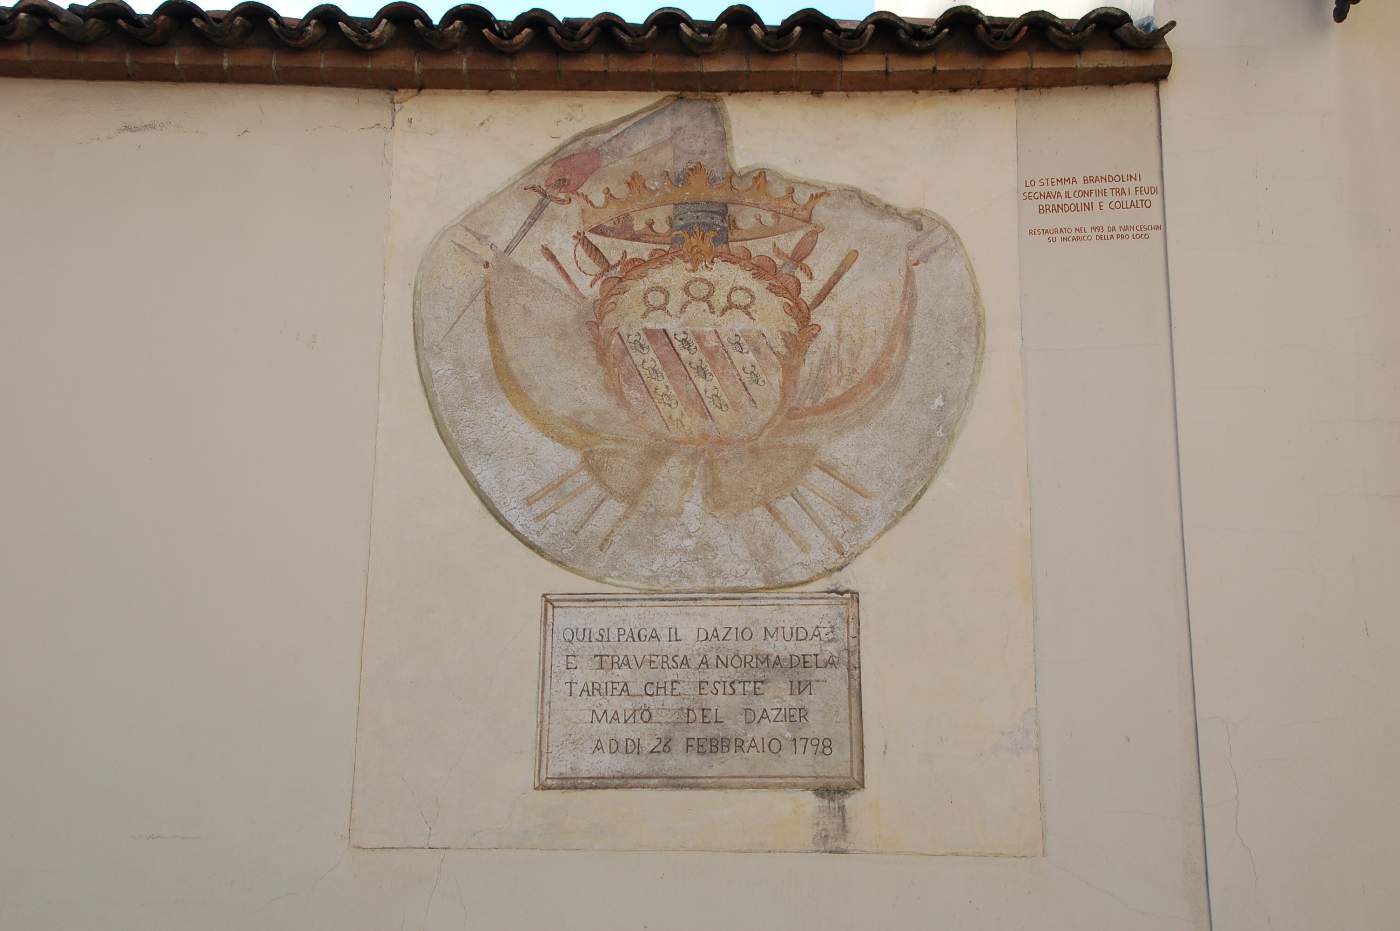 LO STEMMA BRANDOLINI
SEGNAVA IL CONFINE TRA I FEUDI
BRANDOLINI E COLLALTO
RESTAURATO NEL 1993 DA IVAN CESCHIN
SU INCARICO DELLA PRO LOCO
QUI SI PAGA IL DAZIO MUDA
E TRAVERSA A NORMA DELA
TARIFA CHE ESISTE IN
MANO DEL DAZIER
AD DI 26 FEBBRAIO 1798